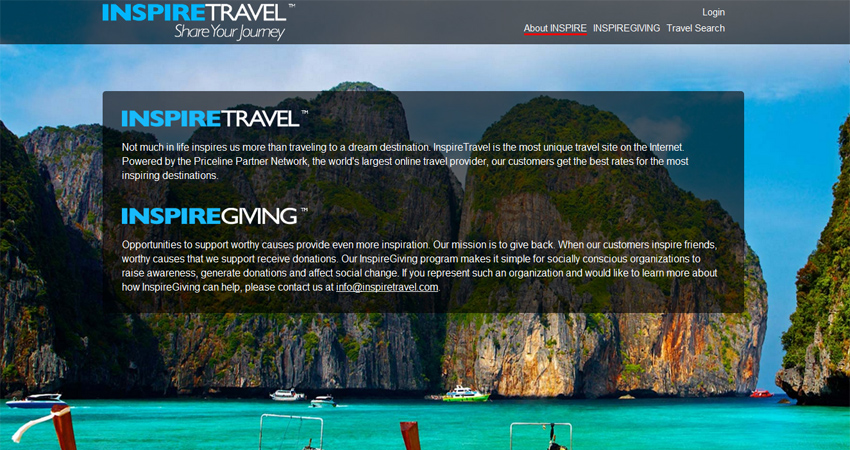 INSPIRETRAVEL™
Share Your Journey
Login
About INSPIRE INSPIREGIVING Travel Search
INSPIRETRAVEL™
Not much in life inspires us more than traveling to a dream destination. InspireTravel is the most unique travel site on the Internet.
Powered by the Priceline Partner Network, the world's largest online travel provider, our customers get the best rates for the most
inspiring destinations.
INSPIREGIVING™
Opportunities to support worthy causes provide even more inspiration. Our mission is to give back. When our customers inspire friends,
worthy causes that we support receive donations. Our InspireGiving program makes it simple for socially conscious organizations to
raise awareness, generate donations and affect social change. If you represent such an organization and would like to learn more about
how InspireGiving can help, please contact us at info@inspiretravel.com.